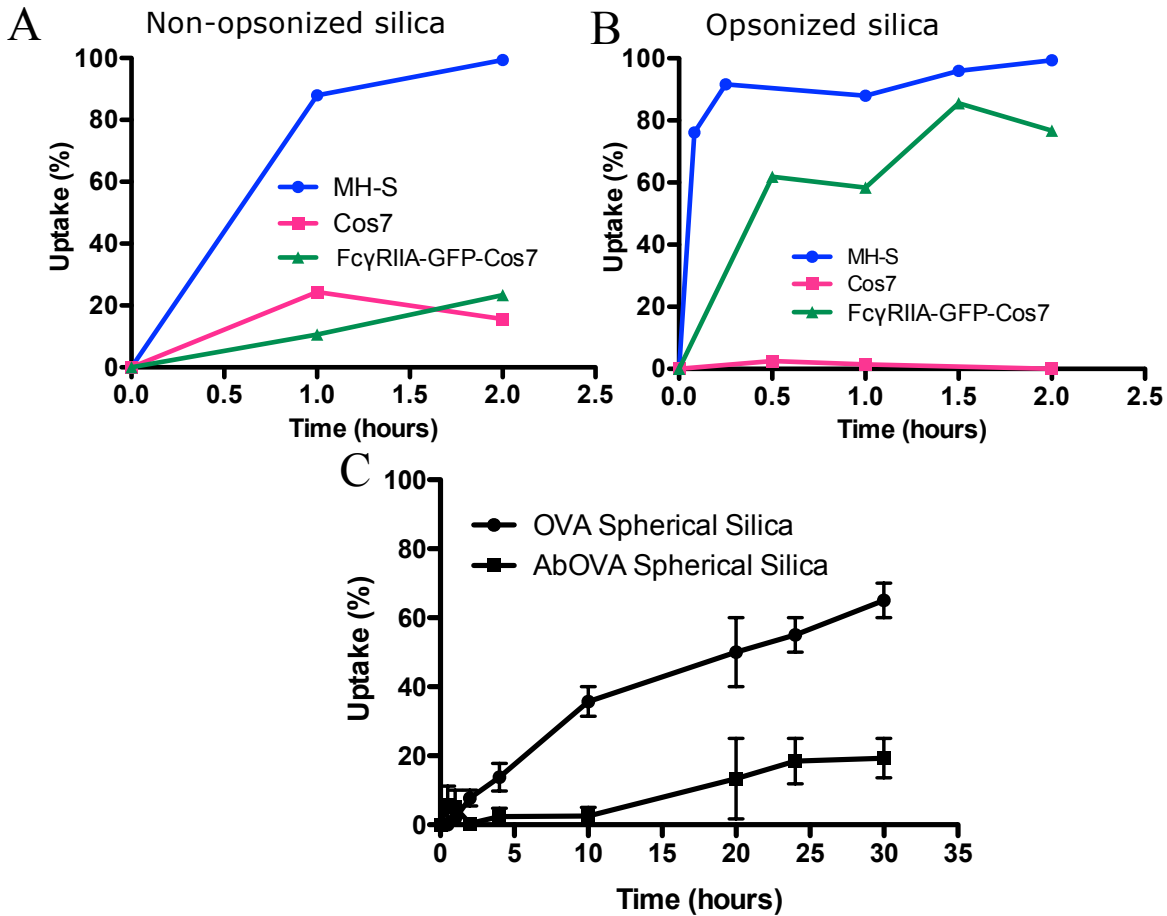 A
Non-opsonized silica
100
80
60
40
20
0
Uptake (%)
MH-S
Cos7
FcγRIIA-GFP-Cos7
0.0 0.5 1.0 1.5 2.0 2.5
Time (hours)
B
Opsonized silica
100
80
60
40
20
0
Uptake (%)
MH-S
Cos7
FcγRIIA-GFP-Cos7
0.0 0.5 1.0 1.5 2.0 2.5
Time (hours)
C
100
80
60
40
20
0
Uptake (%)
OVA Spherical Silica
AbOVA Spherical Silica
0 5 10 15 20 25 30 35
Time (hours)